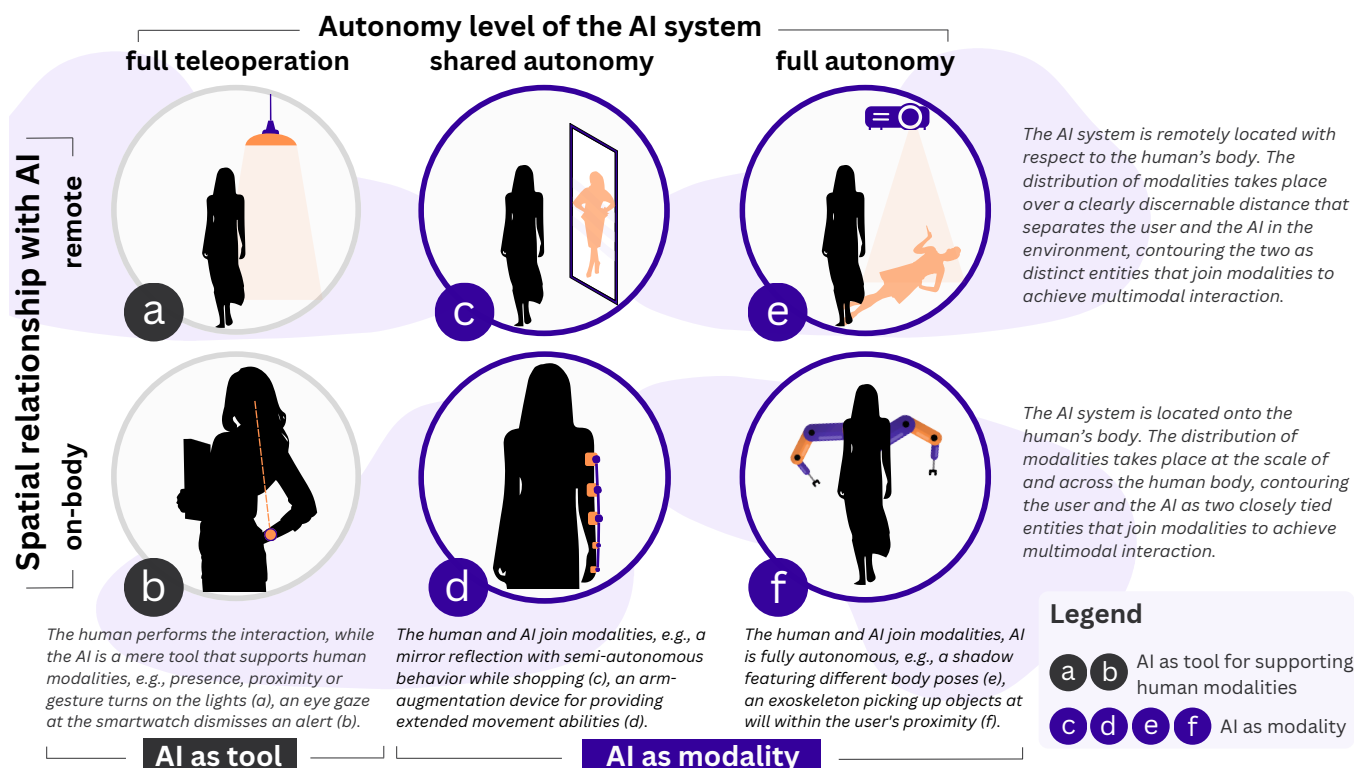 Autonomy level of the AI system
full teleoperation
shared autonomy
full autonomy
Spatial relationship with AI
remote
on-body
a
c
e
The AI system is remotely located with
respect to the human's body. The
distribution of modalities takes place
over a clearly discernable distance that
separates the user and the AI in the
environment, contouring the two as
distinct entities that join modalities to
achieve multimodal interaction.
b
d
f
The AI system is located onto the
human's body. The distribution of
modalities takes place at the scale of
and across the human body, contouring
the user and the AI as two closely tied
entities that join modalities to achieve
multimodal interaction.
The human performs the interaction, while
the AI is a mere tool that supports human
modalities, e.g., presence, proximity or
gesture turns on the lights (a), an eye gaze
at the smartwatch dismisses an alert (b).
The human and AI join modalities, e.g., a
mirror reflection with semi-autonomous
behavior while shopping (c), an arm-
augmentation device for providing
extended movement abilities (d).
The human and AI join modalities, AI
is fully autonomous, e.g., a shadow
featuring different body poses (e),
an exoskeleton picking up objects at
will within the user's proximity (f).
Legend
a b AI as tool for supporting
human modalities
c d e f AI as modality
AI as tool
AI as modality